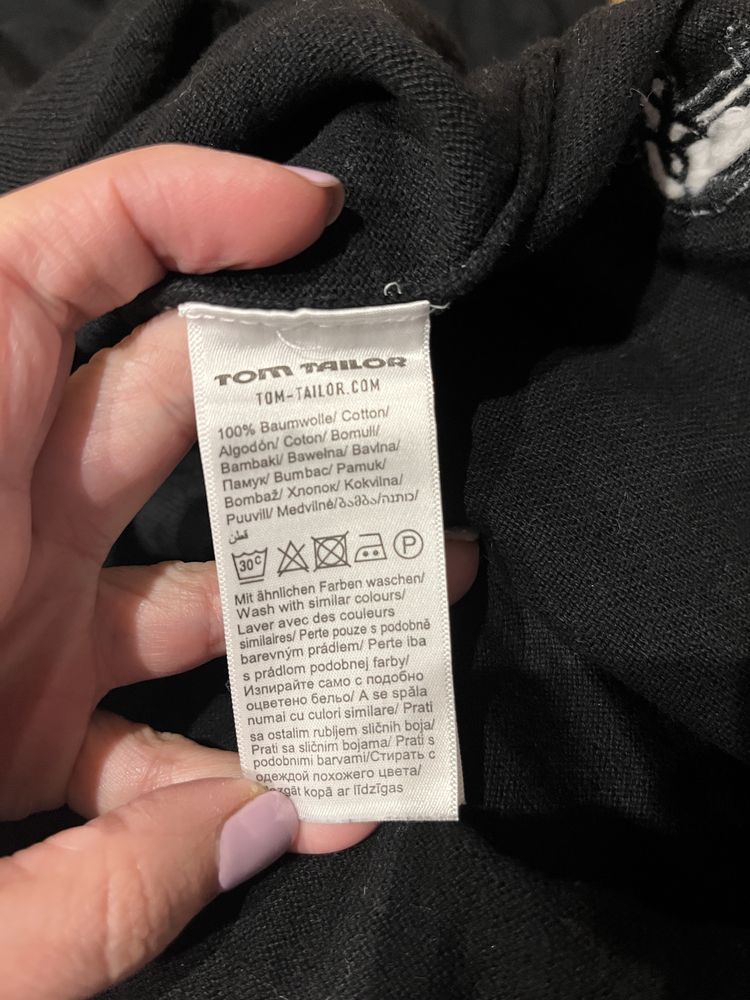 TOM TAILOR
TOM-TAILOR.COM
100% Baumwolle/ Cotton/
Algodón/ Coton/ Bomull/
Bambaki/ Bawełna/ Bavlna/
Памук/ Bumbac/ Pamuk/
Bombaž/ Хлопок/ Kokvilna/
Puuvill/ Medvilnė/ბამბა/כותנה/
قطن
30°C P
Mit ähnlichen Farben waschen/
Wash with similar colours/
Laver avec des couleurs
similaires/ Perte pouze s podobně
barevným prádlem/ Perte iba
s prádlom podobnej farby/
Изпирайте само с подобно
оцветено бельо/ A se spăla
numai cu culori similare/ Prati
sa ostalim rubljem sličnih boja/
Prati sa sličnim bojama/ Prati s
podobnimi barvami/Стирать с
одеждой похожего цвета/
kopā ar līdzīgas